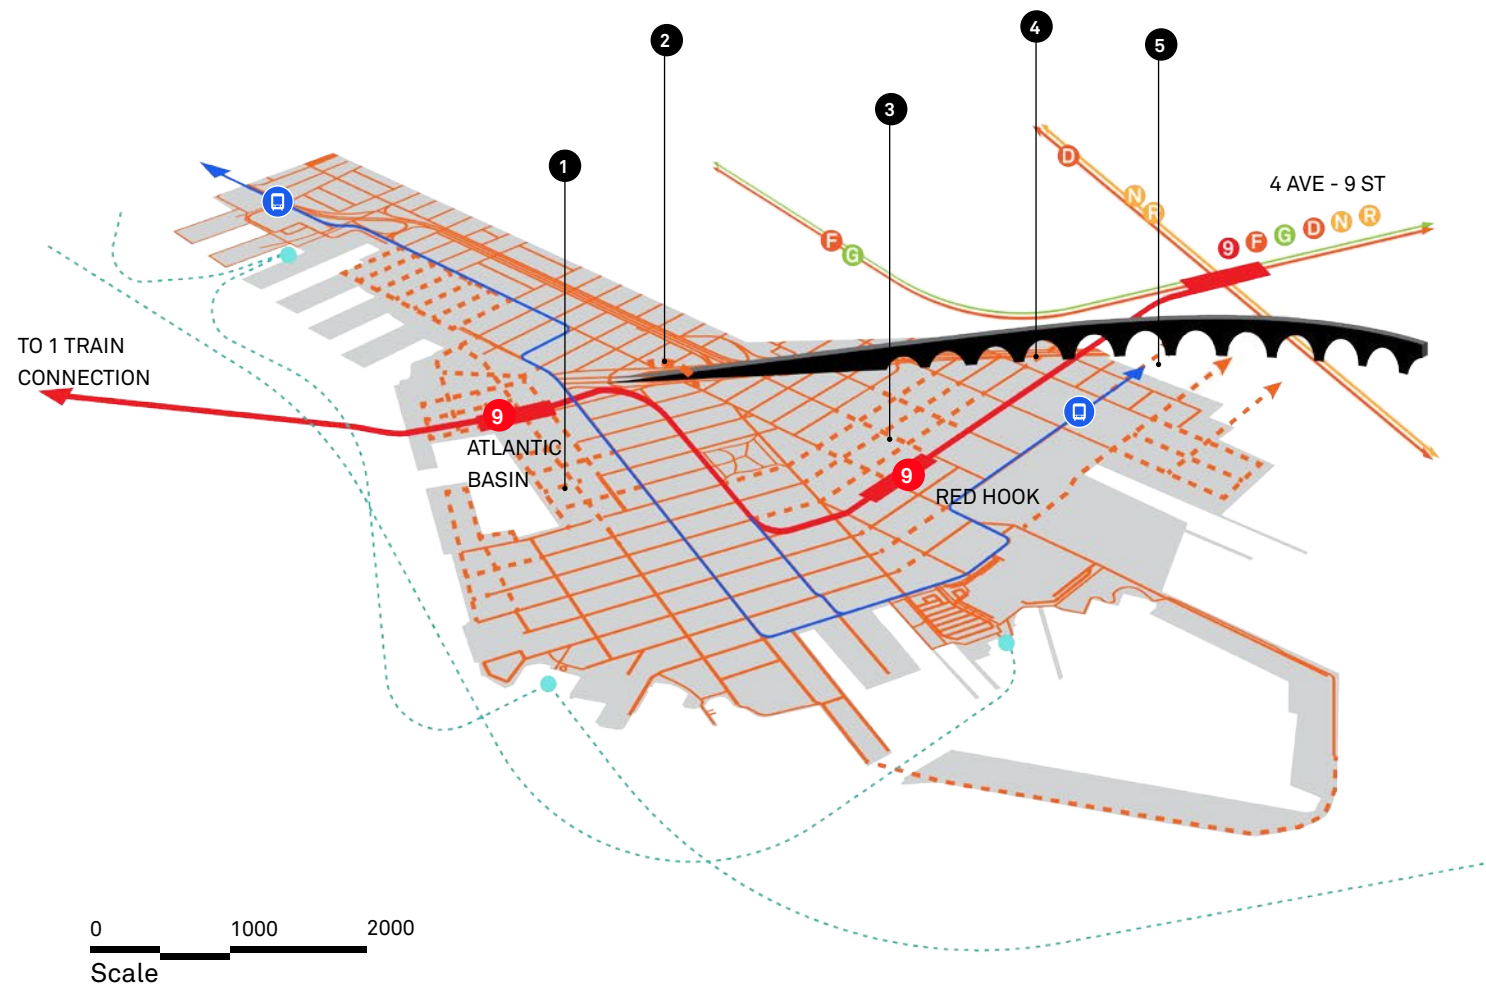 4
2
5
3
D
1
N
R
4 AVE - 9 ST
F
G
9 F G D N R
TO 1 TRAIN
CONNECTION
9
ATLANTIC
BASIN
9
RED HOOK
0 1000 2000
Scale